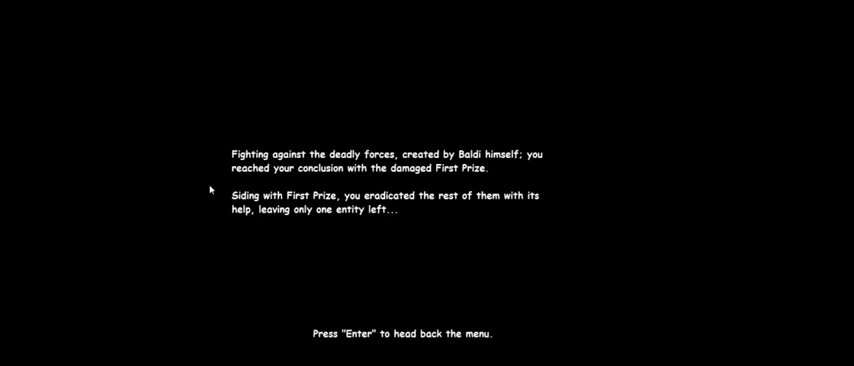 Fighting against the deadly forces, created by Baldi himself; you
reached your conclusion with the damaged First Prize.
Siding with First Prize, you eradicated the rest of them with its
help, leaving only one entity left...
Press "Enter" to head back the menu.